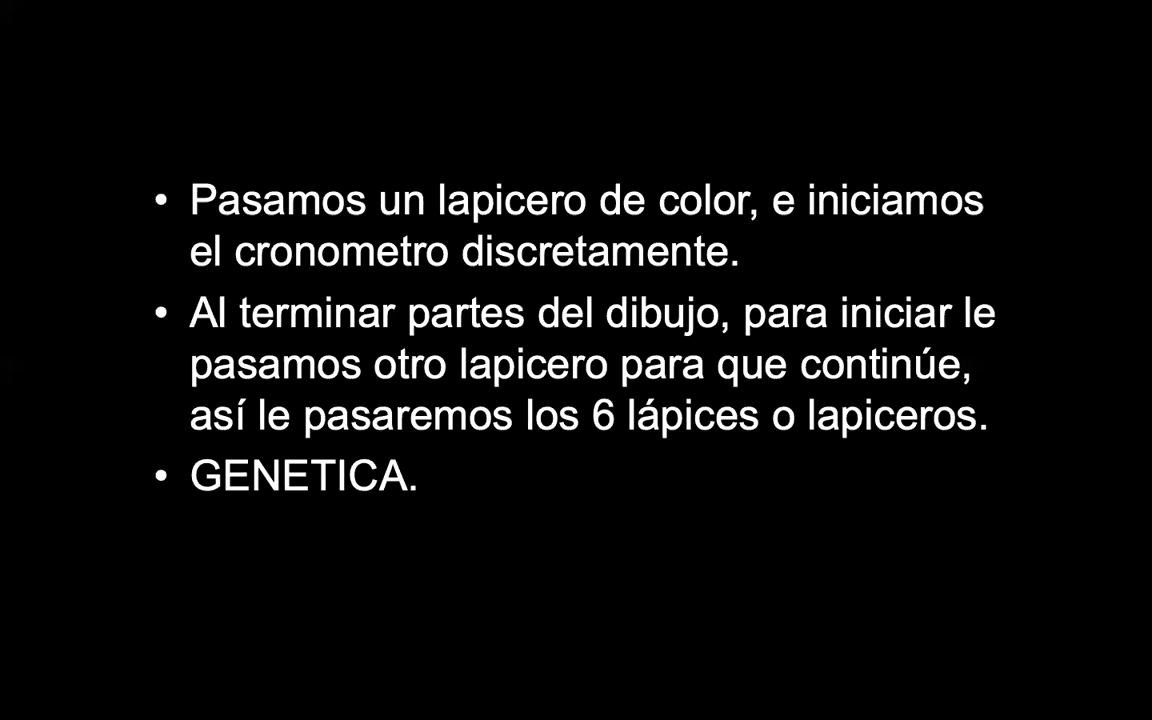 • Pasamos un lapicero de color, e iniciamos
el cronometro discretamente.
• Al terminar partes del dibujo, para iniciar le
pasamos otro lapicero para que continúe,
así le pasaremos los 6 lápices o lapiceros.
• GENETICA.